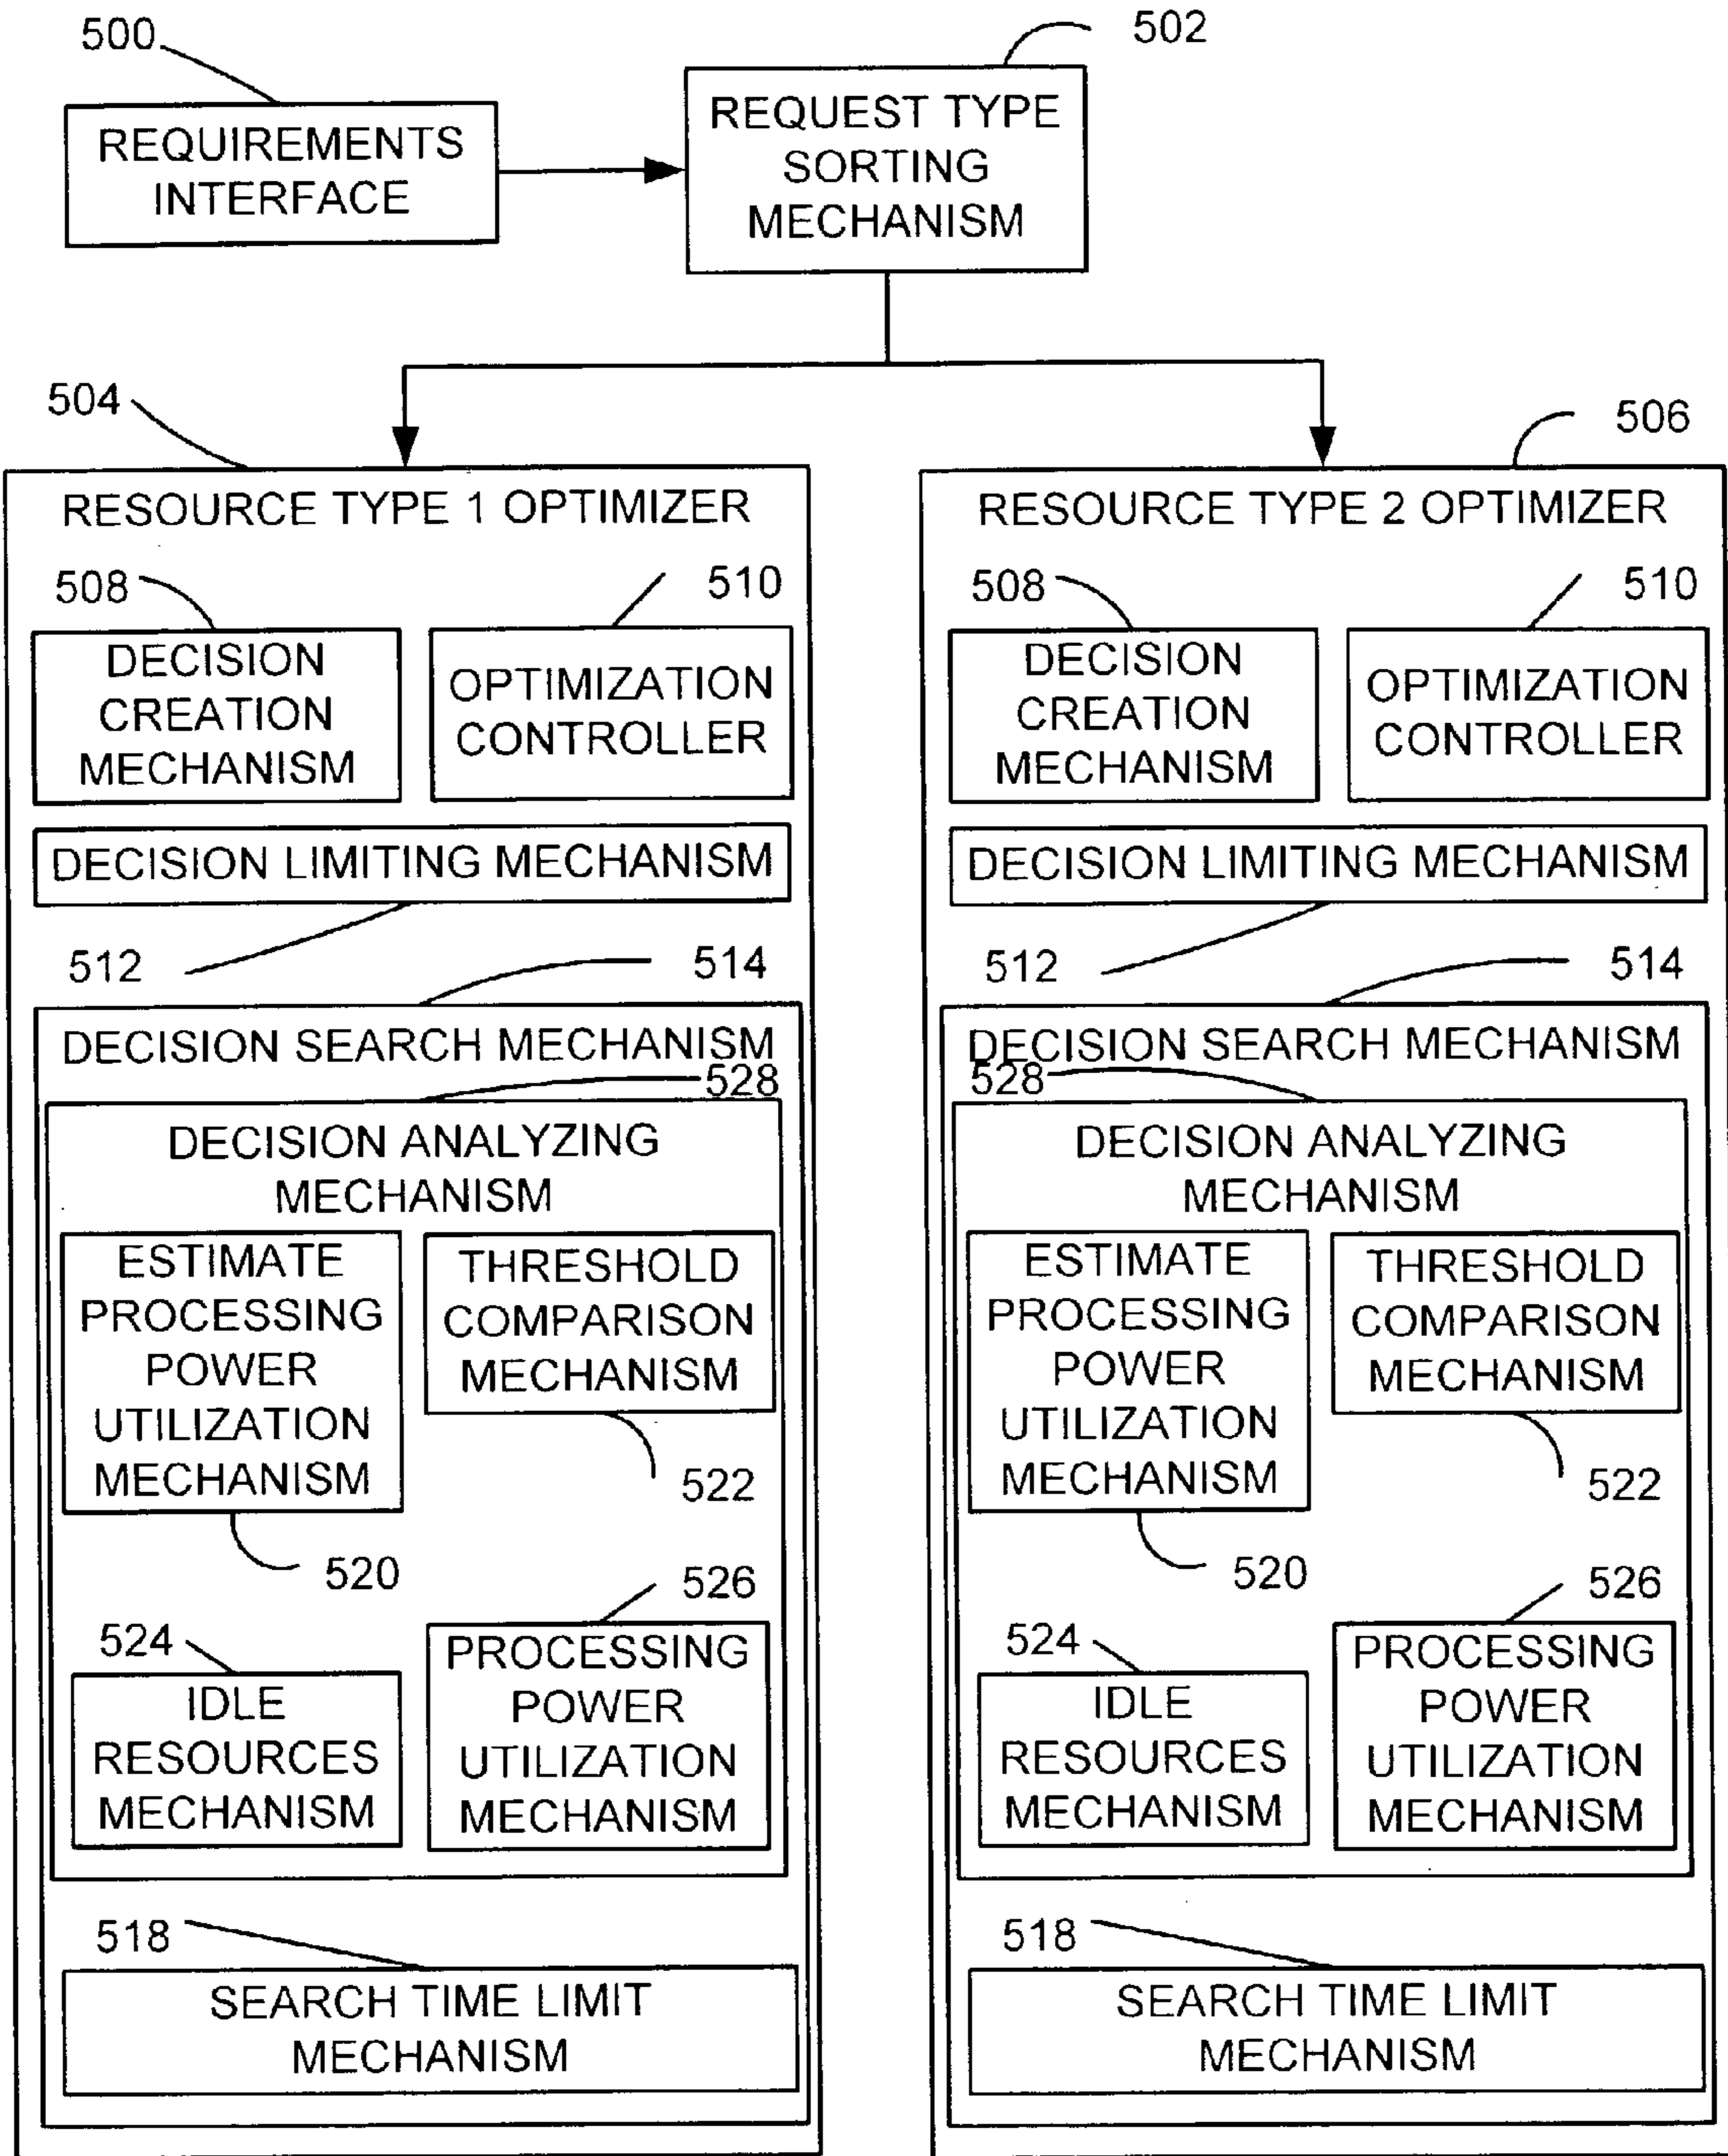 500
502
REQUIREMENTS
INTERFACE
REQUEST TYPE
SORTING
MECHANISM
504
506
RESOURCE TYPE 1 OPTIMIZER
508
510
DECISION
CREATION
MECHANISM
OPTIMIZATION
CONTROLLER
DECISION LIMITING MECHANISM
512
514
DECISION SEARCH MECHANISM
528
DECISION ANALYZING
MECHANISM
ESTIMATE
PROCESSING
POWER
UTILIZATION
MECHANISM
THRESHOLD
COMPARISON
MECHANISM
522
520
526
524
IDLE
RESOURCES
MECHANISM
PROCESSING
POWER
UTILIZATION
MECHANISM
518
SEARCH TIME LIMIT
MECHANISM
RESOURCE TYPE 2 OPTIMIZER
508
510
DECISION
CREATION
MECHANISM
OPTIMIZATION
CONTROLLER
DECISION LIMITING MECHANISM
512
514
DECISION SEARCH MECHANISM
528
DECISION ANALYZING
MECHANISM
ESTIMATE
PROCESSING
POWER
UTILIZATION
MECHANISM
THRESHOLD
COMPARISON
MECHANISM
522
520
526
524
IDLE
RESOURCES
MECHANISM
PROCESSING
POWER
UTILIZATION
MECHANISM
518
SEARCH TIME LIMIT
MECHANISM